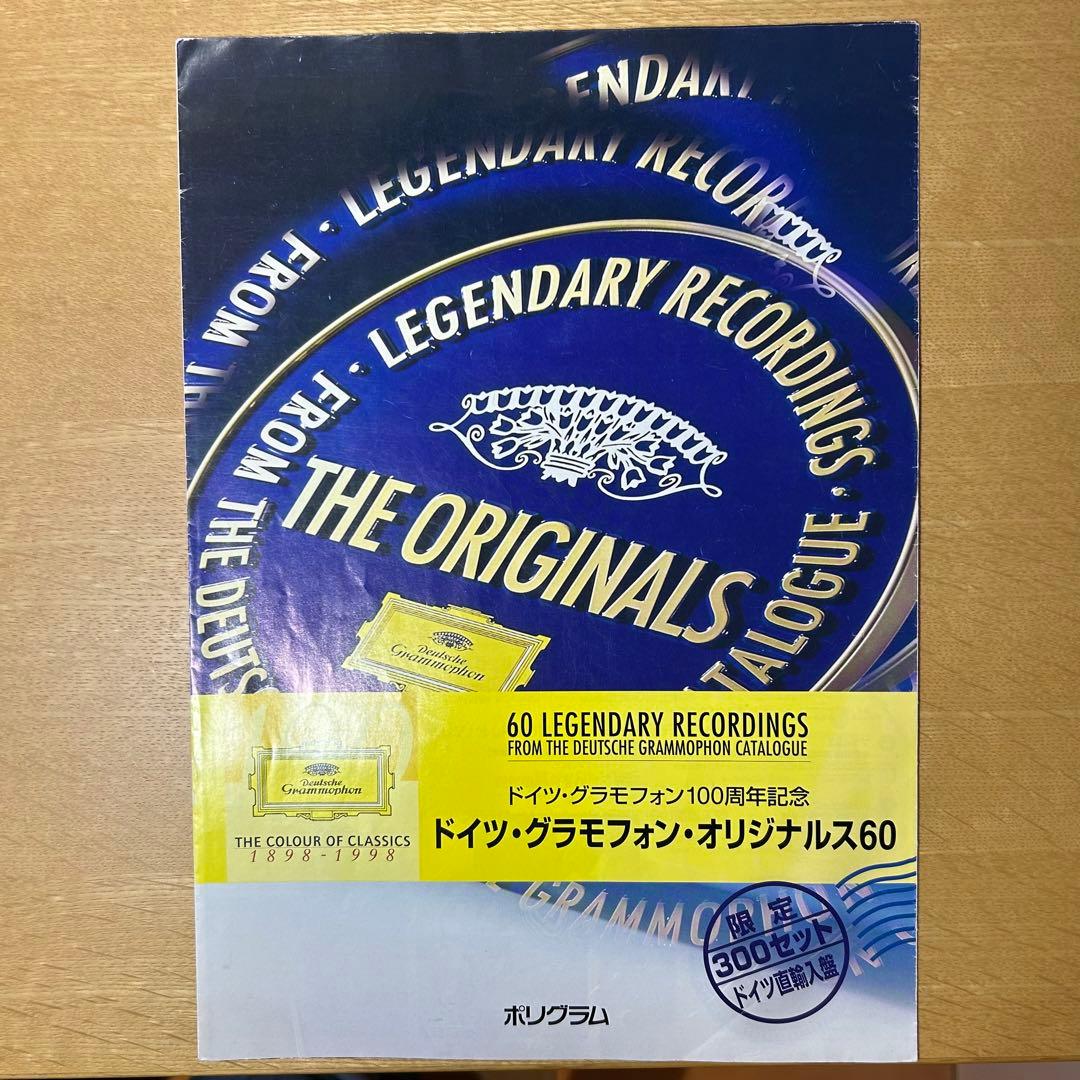 LEGENDARY RECOR
FROM TH
LEGENDARY RECORDINGS
FROM THE DEUTS
CATALOGUE
THE ORIGINALS
Deutsche
Grammophon
60 LEGENDARY RECORDINGS
FROM THE DEUTSCHE GRAMMOPHON CATALOGUE
Deutsche
Grammophon
THE COLOUR OF CLASSICS
1898-1998
ドイツ・グラモフォン100周年記念
ドイツ・グラモフォン・オリジナルス60
GRAMMOPHON
限定
300セット
ドイツ直輸入盤
ポリグラム